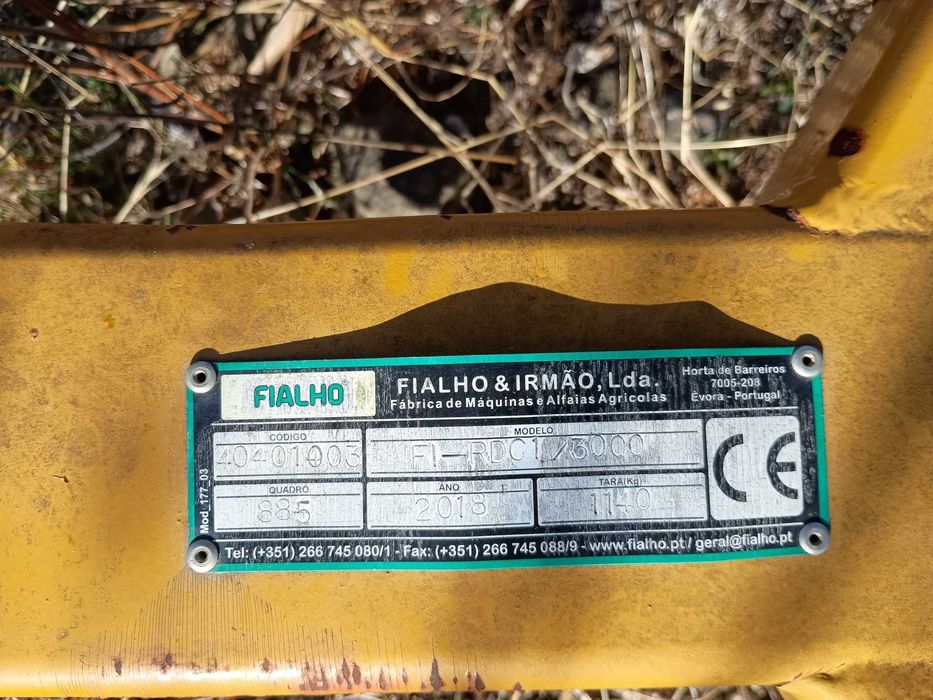 FIALHO®
FIALHO & IRMÃO, Lda.
Fábrica de Máquinas e Alfaias Agricolas
Horta de Barreiros
7005-208
Évora - Portugal
CODIGO
40401003
MODELO
FI-RDC1/3000
QUADRO
885
ANO
2018
TARA(Kg)
1140
CE
Mod_177_03
Tel: (+351) 266 745 080/1 - Fax: (+351) 266 745 088/9 - www.fialho.pt / geral@fialho.pt